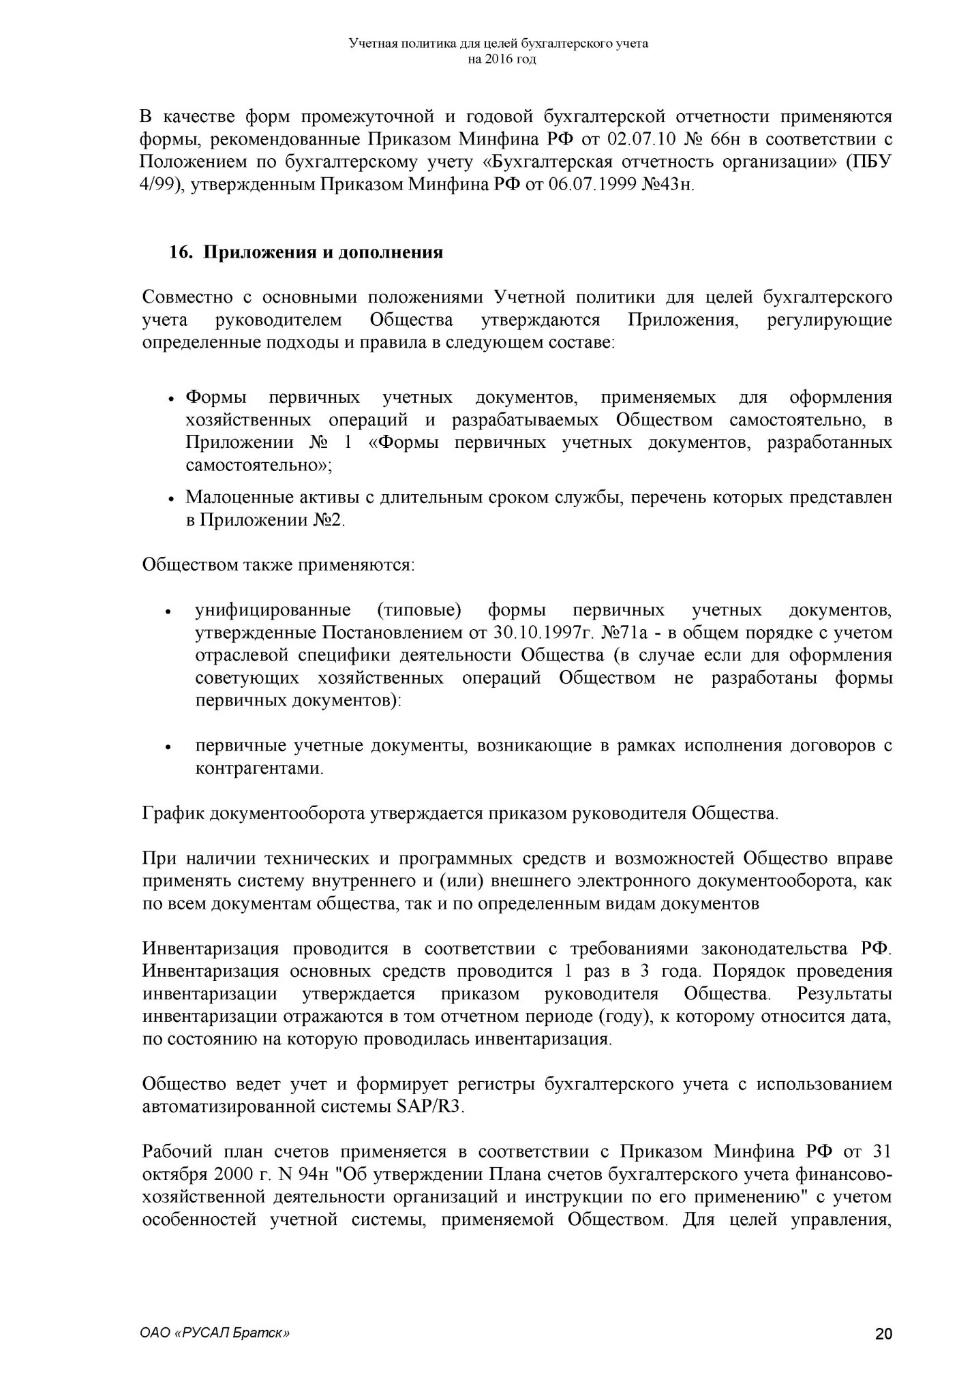 Учетная политика для целей бухгалтерского учета
на 2016 год
В качестве форм промежуточной и годовой бухгалтерской отчетности применяются
формы, рекомендованные Приказом Минфина РФ от 02.07.10 № 66н в соответствии с
Положением по бухгалтерскому учету «Бухгалтерская отчетность организации» (ПБУ
4/99), утвержденным Приказом Минфина РФ от 06.07.1999 №43н.
16. Приложения и дополнения
Совместно с основными положениями Учетной политики для целей бухгалтерского
учета руководителем Общества утверждаются Приложения, регулирующие
определенные подходы и правила в следующем составе:
• Формы первичных учетных документов, применяемых для оформления
хозяйственных операций и разрабатываемых Обществом самостоятельно, в
Приложении № 1 «Формы первичных учетных документов, разработанных
самостоятельно»;
• Малоценные активы с длительным сроком службы, перечень которых представлен
в Приложении №2.
Обществом также применяются:
• унифицированные (типовые) формы первичных учетных документов,
утвержденные Постановлением от 30.10.1997г. №71а - в общем порядке с учетом
отраслевой специфики деятельности Общества (в случае если для оформления
советующих хозяйственных операций Обществом не разработаны формы
первичных документов):
• первичные учетные документы, возникающие в рамках исполнения договоров с
контрагентами.
График документооборота утверждается приказом руководителя Общества.
При наличии технических и программных средств и возможностей Общество вправе
применять систему внутреннего и (или) внешнего электронного документооборота, как
по всем документам общества, так и по определенным видам документов
Инвентаризация проводится в соответствии с требованиями законодательства РФ.
Инвентаризация основных средств проводится 1 раз в 3 года. Порядок проведения
инвентаризации утверждается приказом руководителя Общества. Результаты
инвентаризации отражаются в том отчетном периоде (году), к которому относится дата,
по состоянию на которую проводилась инвентаризация.
Общество ведет учет и формирует регистры бухгалтерского учета с использованием
автоматизированной системы SAP/R3.
Рабочий план счетов применяется в соответствии с Приказом Минфина РФ от 31
октября 2000 г. N 94н "Об утверждении Плана счетов бухгалтерского учета финансово-
хозяйственной деятельности организаций и инструкции по его применению" с учетом
особенностей учетной системы, применяемой Обществом. Для целей управления,
ОАО «РУСАЛ Братск»
20